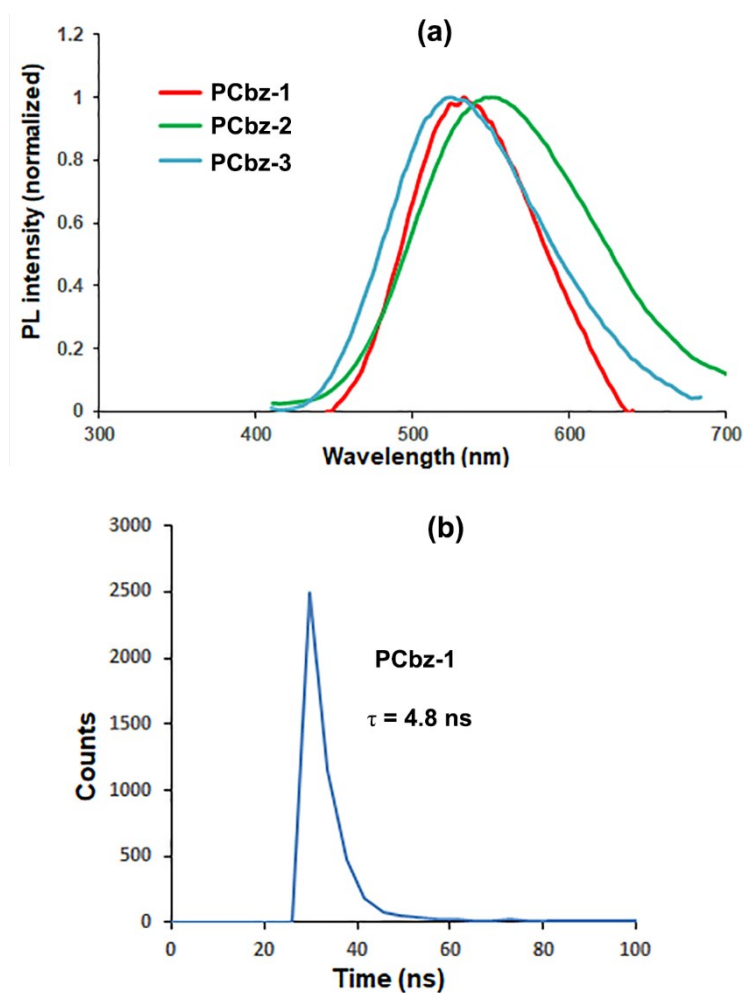 (a)
1.2
1
0.8
0.6
0.4
0.2
0
PL intensity (normalized)
PCbz-1
PCbz-2
PCbz-3
300 400 500 600 700
Wavelength (nm)
(b)
3000
2500
2000
1500
1000
500
0
Counts
PCbz-1
τ = 4.8 ns
0 20 40 60 80 100
Time (ns)